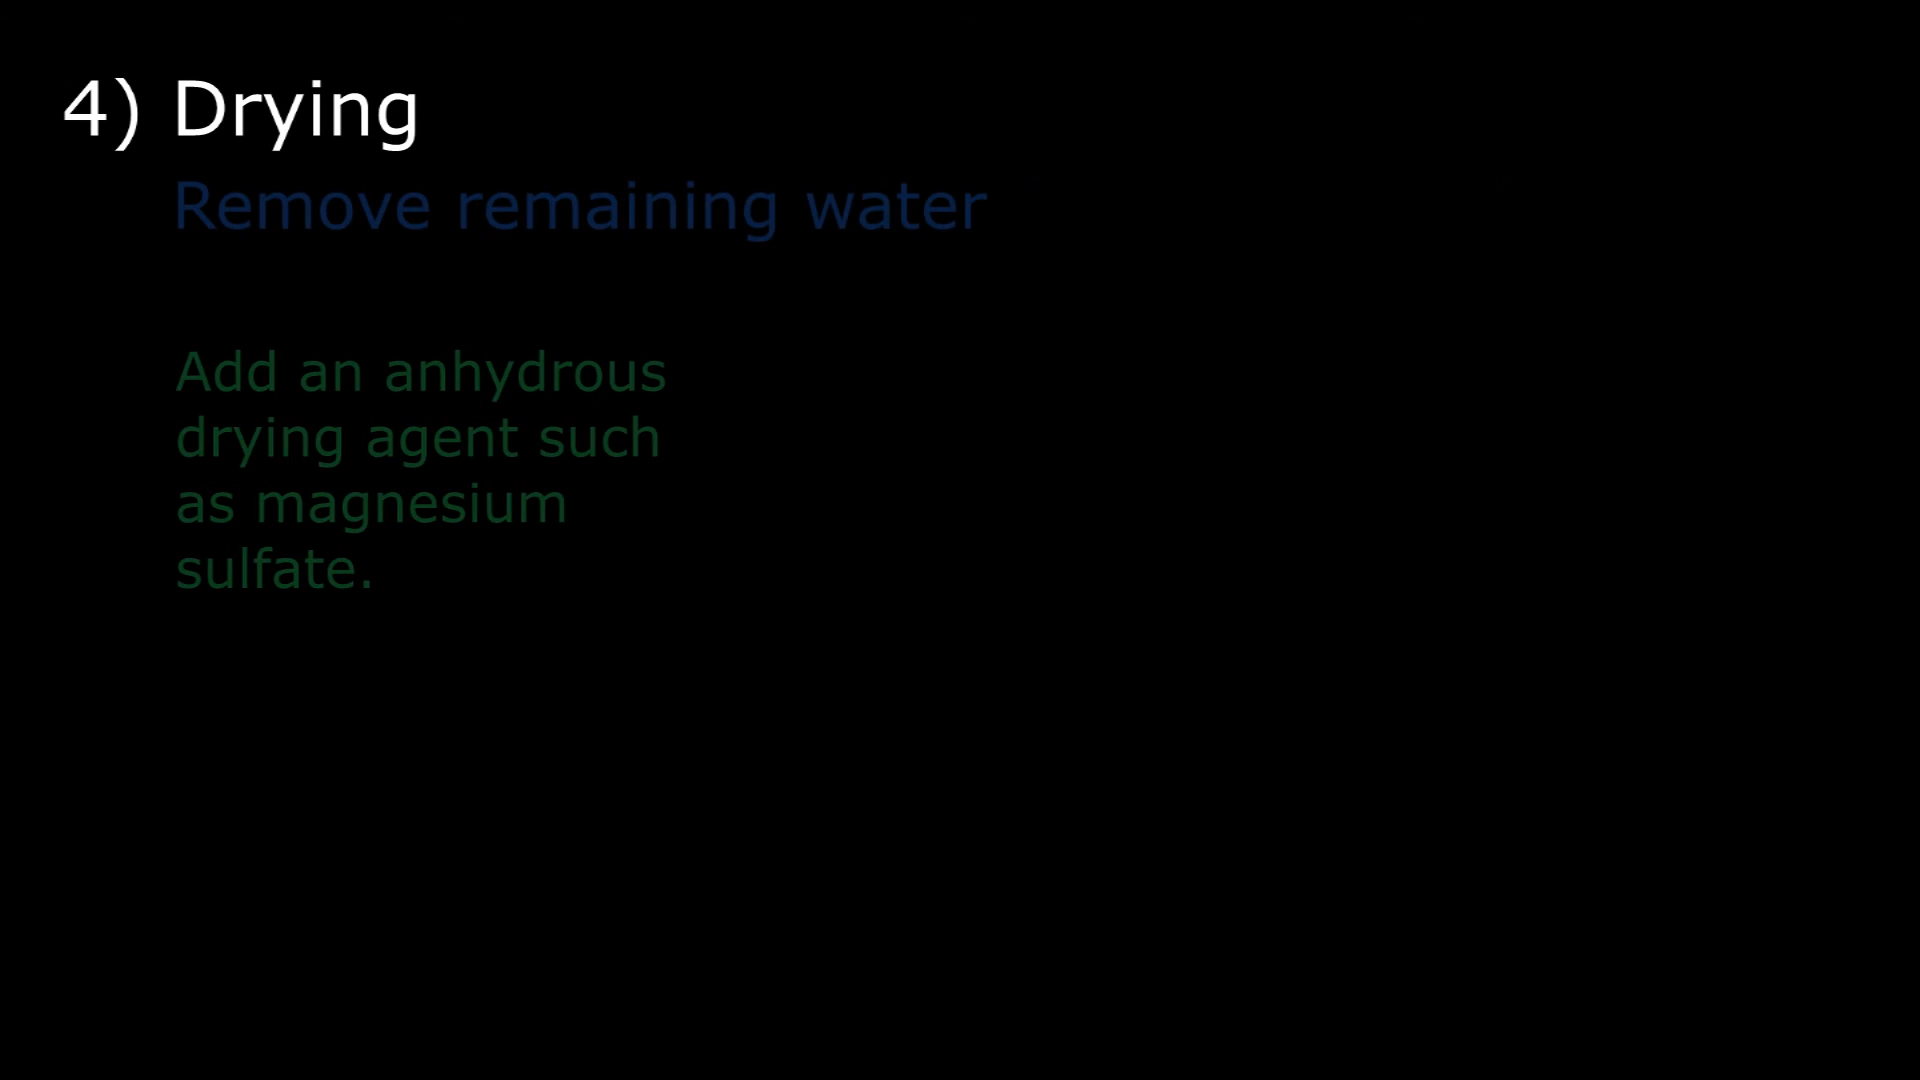 4) Drying
Remove remaining water
Add an anhydrous
drying agent such
as magnesium
sulfate.